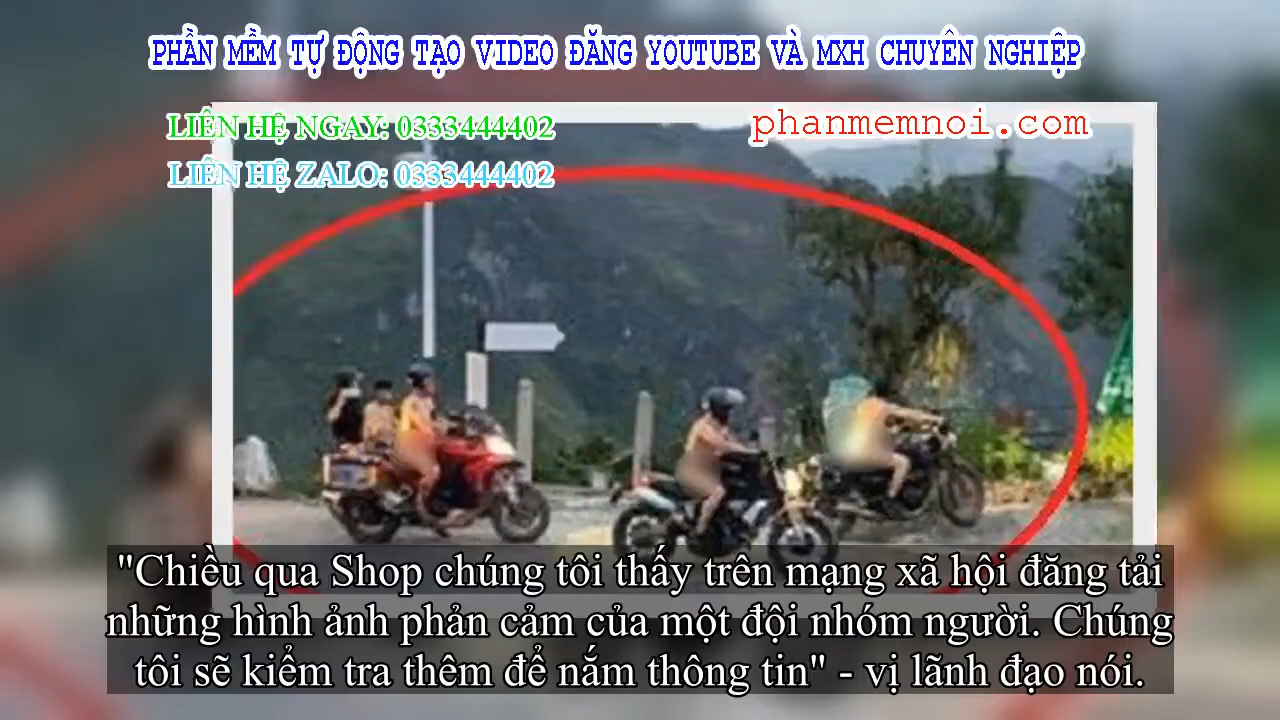 PHẦN MỀM TỰ ĐỘNG TẠO VIDEO ĐĂNG YOUTUBE VÀ MXH CHUYÊN NGHIỆP
LIÊN HỆ NGAY: 0333444402
phanmemnoi.com
LIÊN HỆ ZALO: 0333444402
"Chiều qua Shop chúng tôi thấy trên mạng xã hội đăng tải
những hình ảnh phản cảm của một đội nhóm người. Chúng
tôi sẽ kiểm tra thêm để nắm thông tin" - vị lãnh đạo nói.